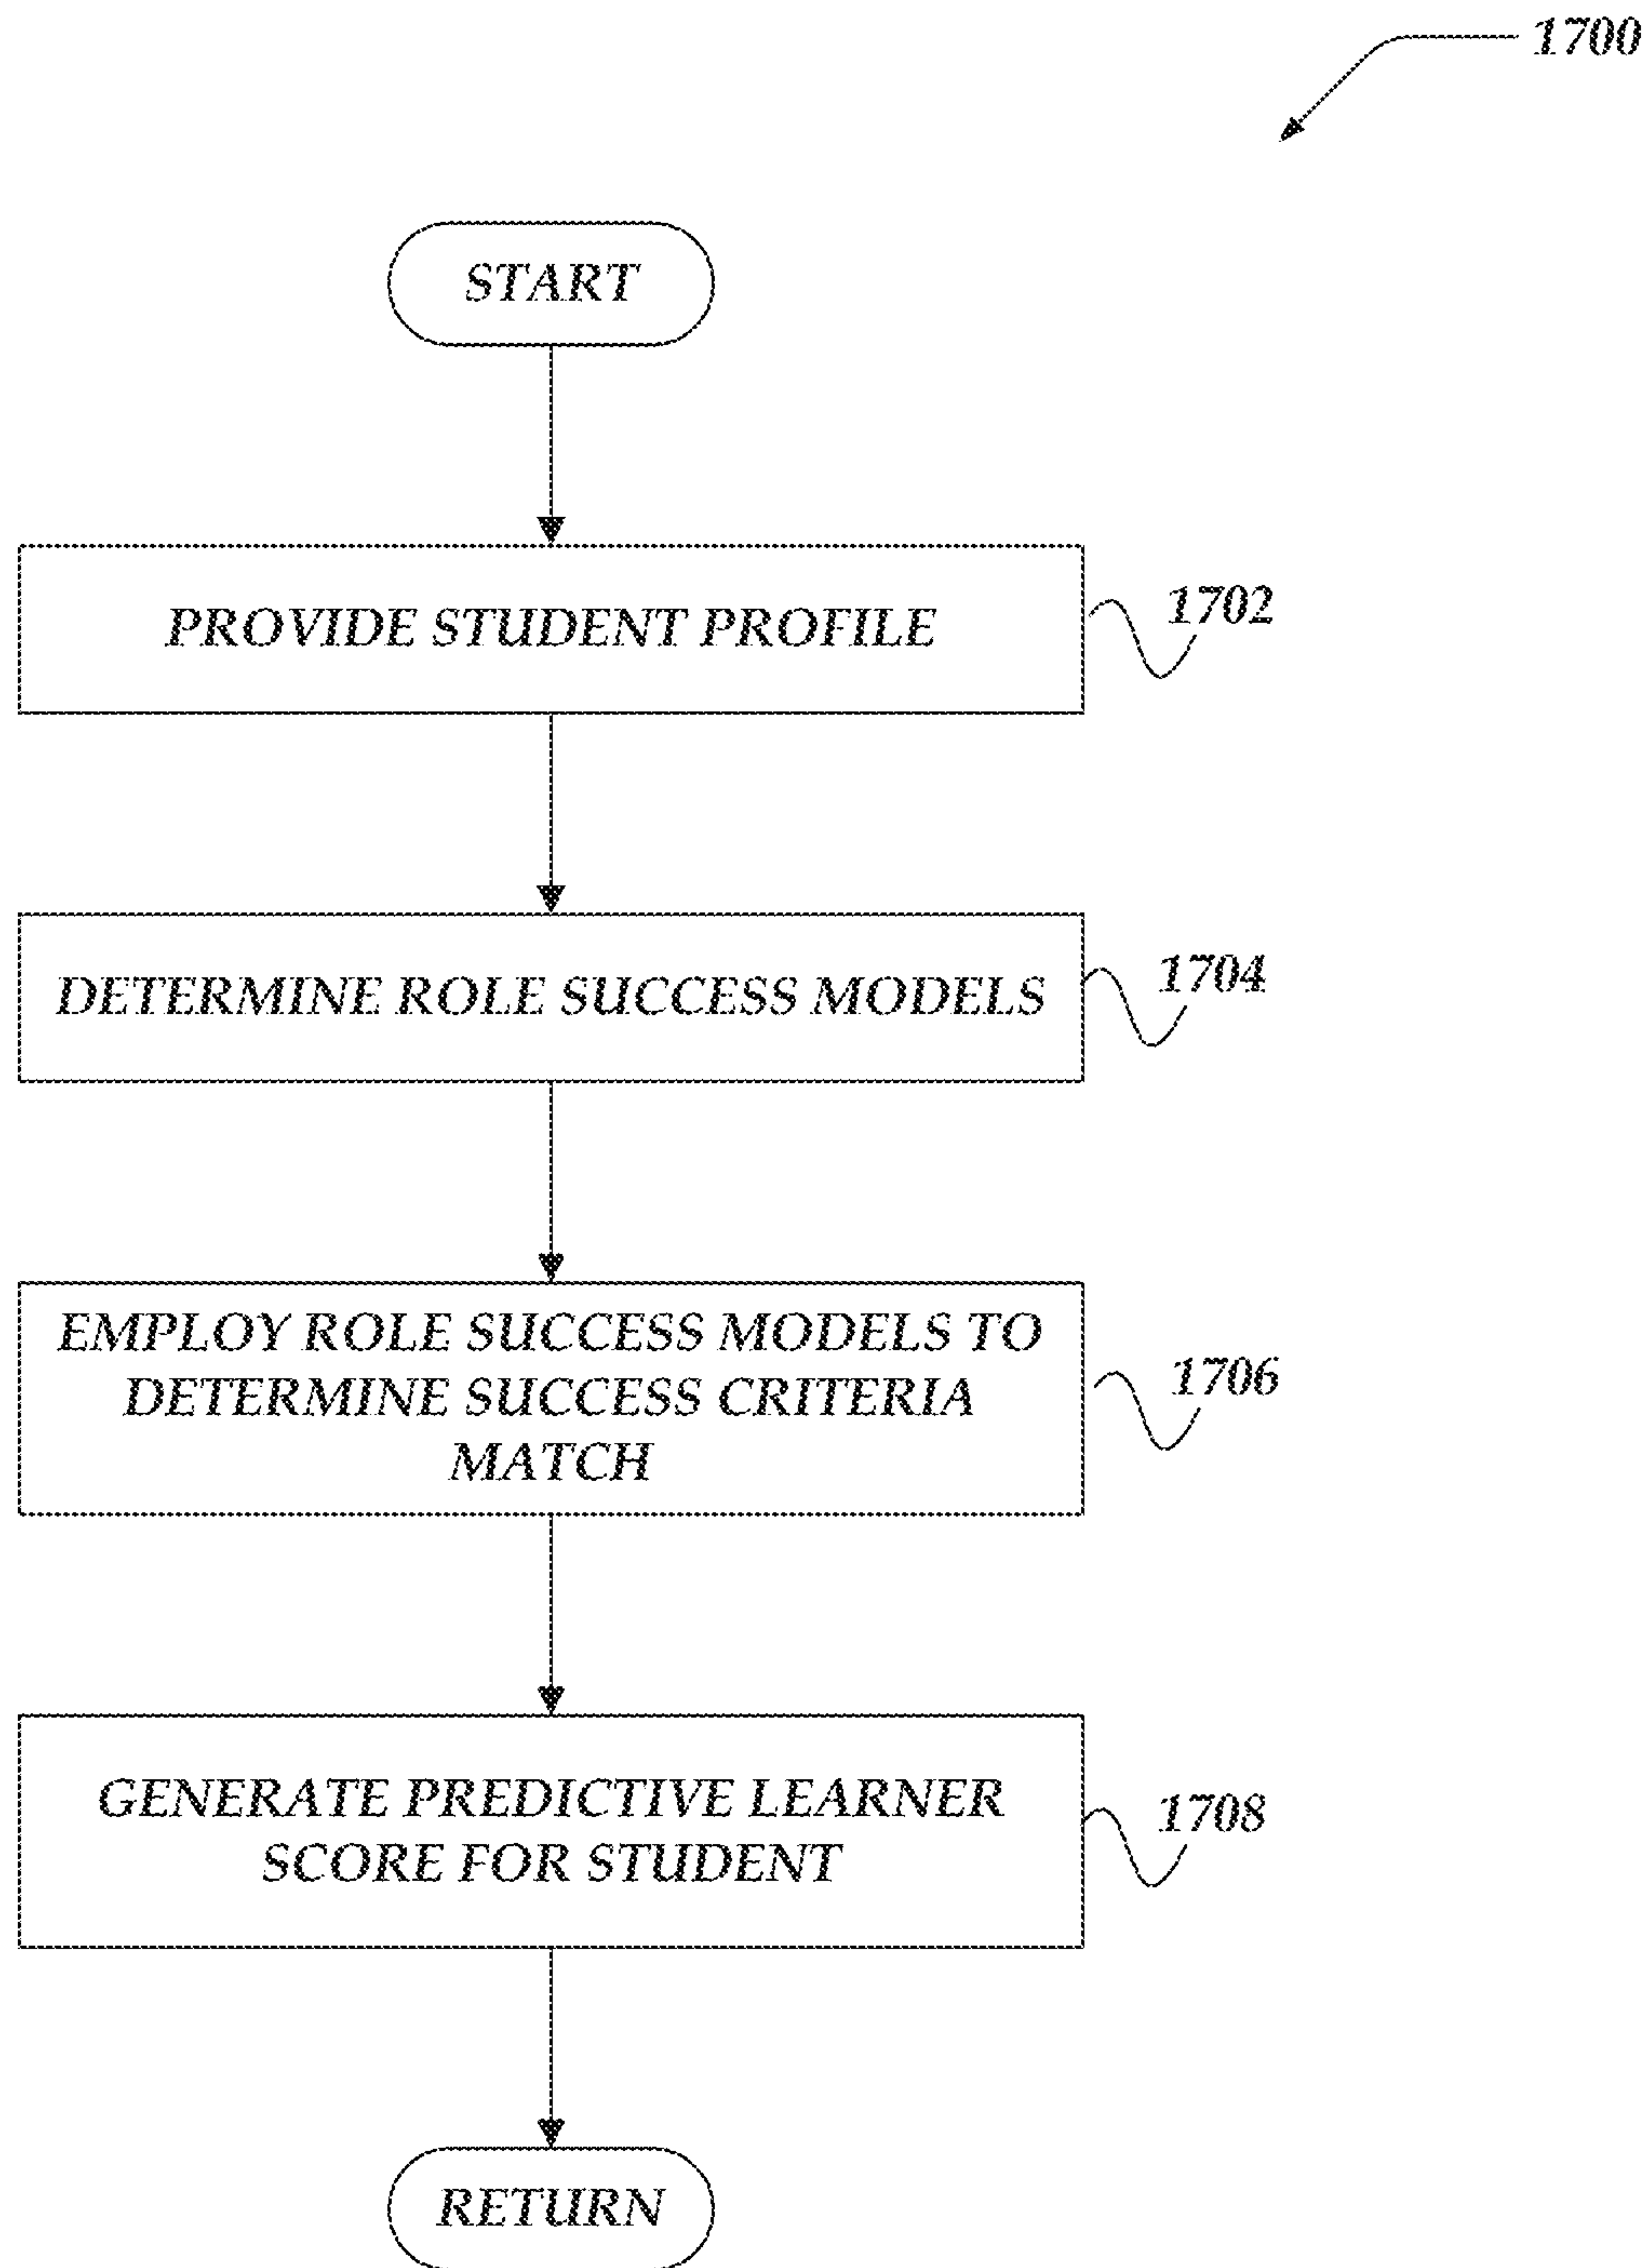 1700
START
PROVIDE STUDENT PROFILE
1702
DETERMINE ROLE SUCCESS MODELS
1704
EMPLOY ROLE SUCCESS MODELS TO
DETERMINE SUCCESS CRITERIA
MATCH
1706
GENERATE PREDICTIVE LEARNER
SCORE FOR STUDENT
1708
RETURN